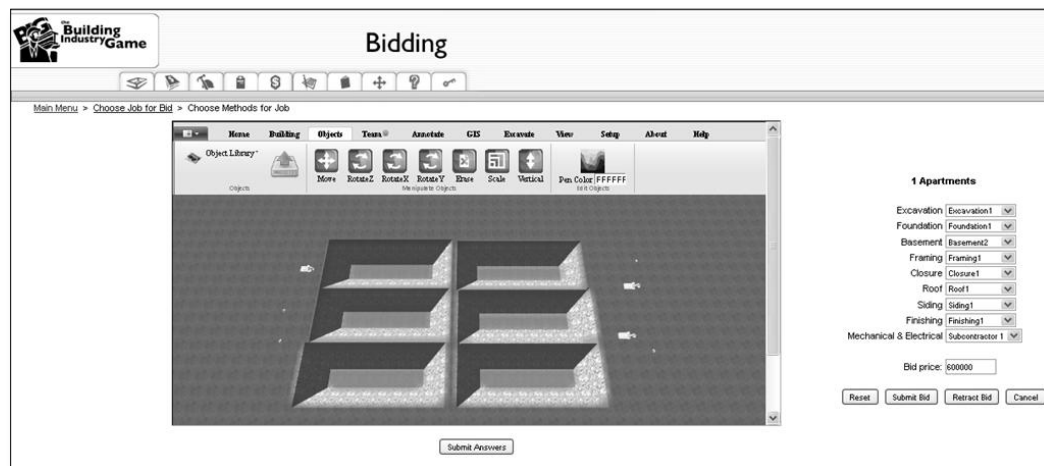 the
Building
Industry Game
Bidding
Main Menu > Choose Job for Bid > Choose Methods for Job
Home Building Objects Teara Annotate GIS Excavate View Setup About Help
Object Library
Move RotateZ RotateX RotateY Erase Scale Vertical Pen Color FFFFFF
Objects Manipulate Objects Edit Objects
1 Apartments
Excavation Excavation1
Foundation Foundation1
Basement Basement2
Framing Framing1
Closure Closure1
Roof Roof1
Siding Siding1
Finishing Finishing1
Mechanical & Electrical Subcontractor 1
Bid price: 600000
Reset Submit Bid Retract Bid Cancel
Submit Answers